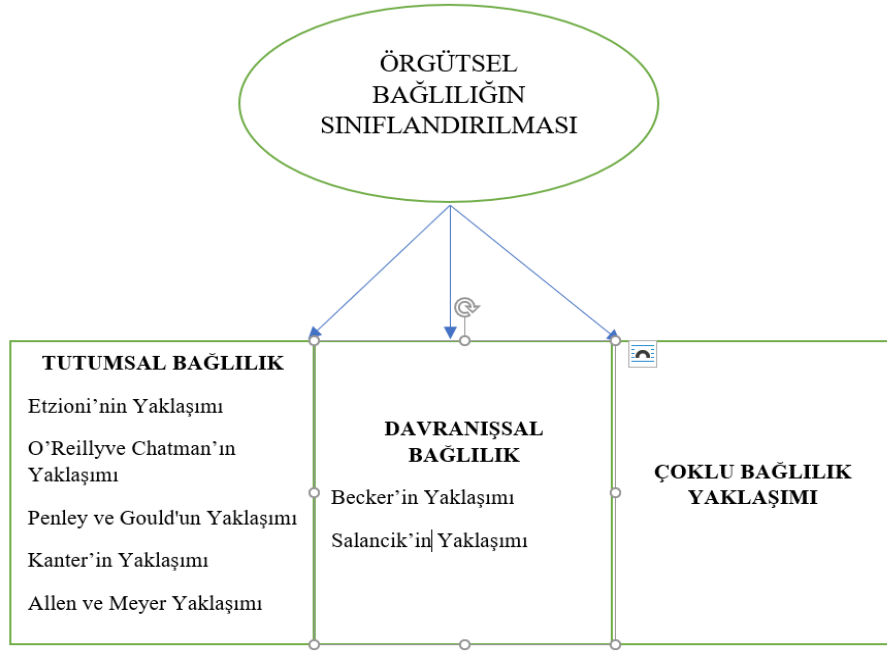 ÖRGÜTSEL
BAĞLILIĞIN
SINIFLANDIRILMASI
TUTUMSAL BAĞLILIK
Etzioni’nin Yaklaşımı
O’Reillyve Chatman’ın
Yaklaşımı
Penley ve Gould'un Yaklaşımı
Kanter’in Yaklaşımı
Allen ve Meyer Yaklaşımı
DAVRANIŞSAL
BAĞLILIK
Becker’in Yaklaşımı
Salancik’in Yaklaşımı
ÇOKLU BAĞLILIK
YAKLAŞIMI